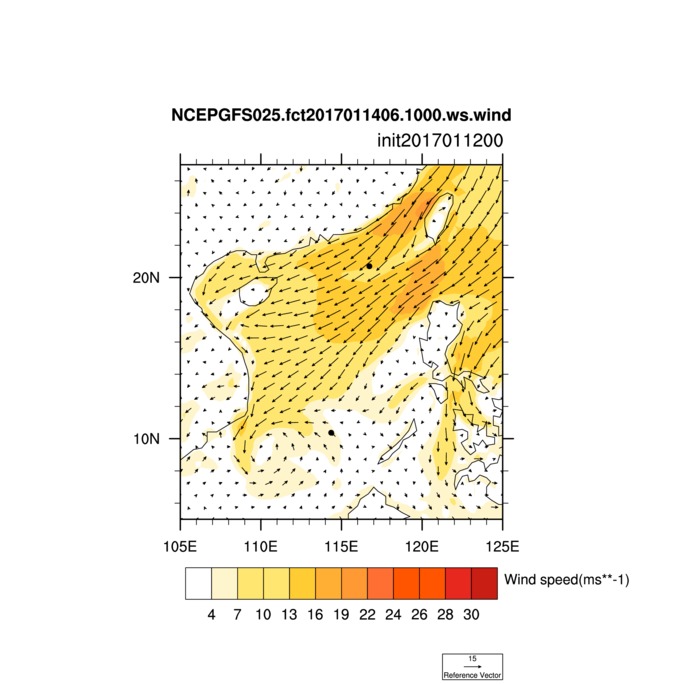 NCEPGFS025.fct2017011406.1000.ws.wind
init2017011200
20N
10N
105E 110E 115E 120E 125E
Wind speed(ms**-1)
4 7 10 13 16 19 22 24 26 28 30
15
Reference Vector